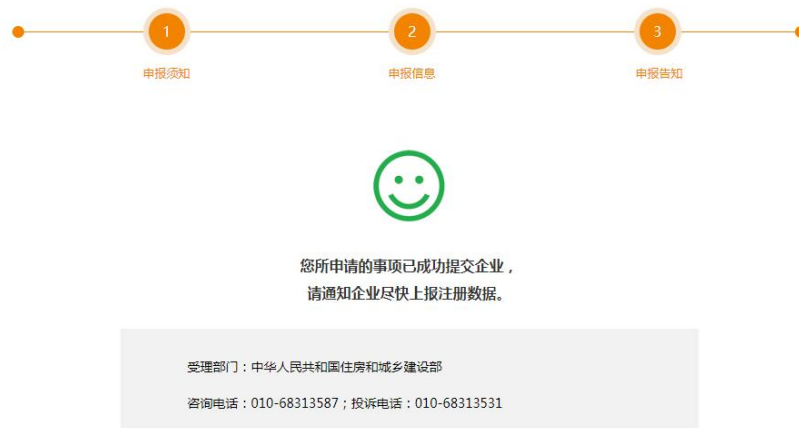 1
2
3
申报须知
申报信息
申报告知
您所申请的事项已成功提交企业，
请通知企业尽快上报注册数据。
受理部门：中华人民共和国住房和城乡建设部
咨询电话：010-68313587；投诉电话：010-68313531